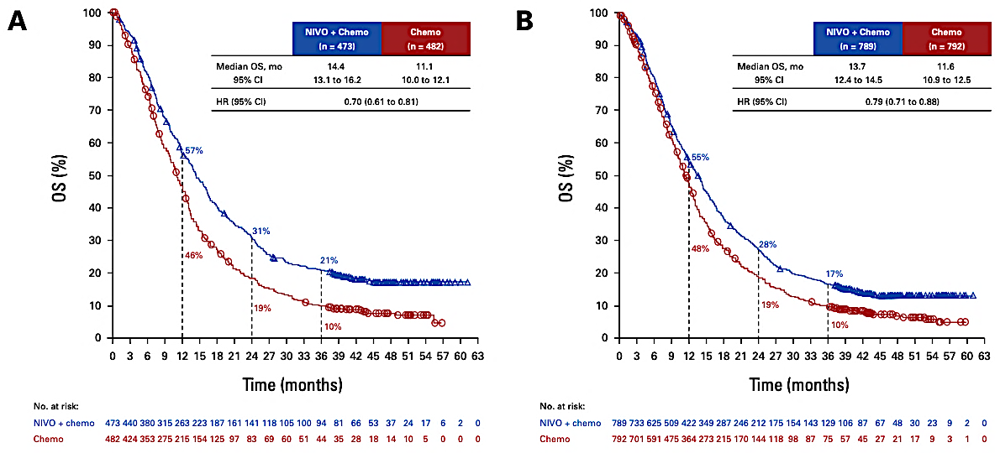 A
NIVO + Chemo
(n = 473)
Chemo
(n = 482)
Median OS, mo 14.4 11.1
95% CI 13.1 to 16.2 10.0 to 12.1
HR (95% CI) 0.70 (0.61 to 0.81)
OS (%)
100
90
80
70
60
50
40
30
20
10
0
57%
46%
31%
19%
21%
10%
0 3 6 9 12 15 18 21 24 27 30 33 36 39 42 45 48 51 54 57 60 63
Time (months)
No. at risk:
NIVO + chemo 473 440 380 315 263 223 187 161 141 118 105 100 94 81 66 53 37 24 17 6 2 0
Chemo 482 424 353 275 215 154 125 97 83 69 60 51 44 35 28 18 14 10 5 0 0 0
B
NIVO + Chemo
(n = 789)
Chemo
(n = 792)
Median OS, mo 13.7 11.6
95% CI 12.4 to 14.5 10.9 to 12.5
HR (95% CI) 0.79 (0.71 to 0.88)
OS (%)
100
90
80
70
60
50
40
30
20
10
0
55%
48%
28%
19%
17%
10%
0 3 6 9 12 15 18 21 24 27 30 33 36 39 42 45 48 51 54 57 60 63
Time (months)
No. at risk:
NIVO + chemo 789 733 625 509 422 349 287 246 212 175 154 143 129 106 87 67 48 30 23 9 2 0
Chemo 792 701 591 475 364 273 215 170 144 118 98 87 75 57 45 27 21 17 9 3 1 0